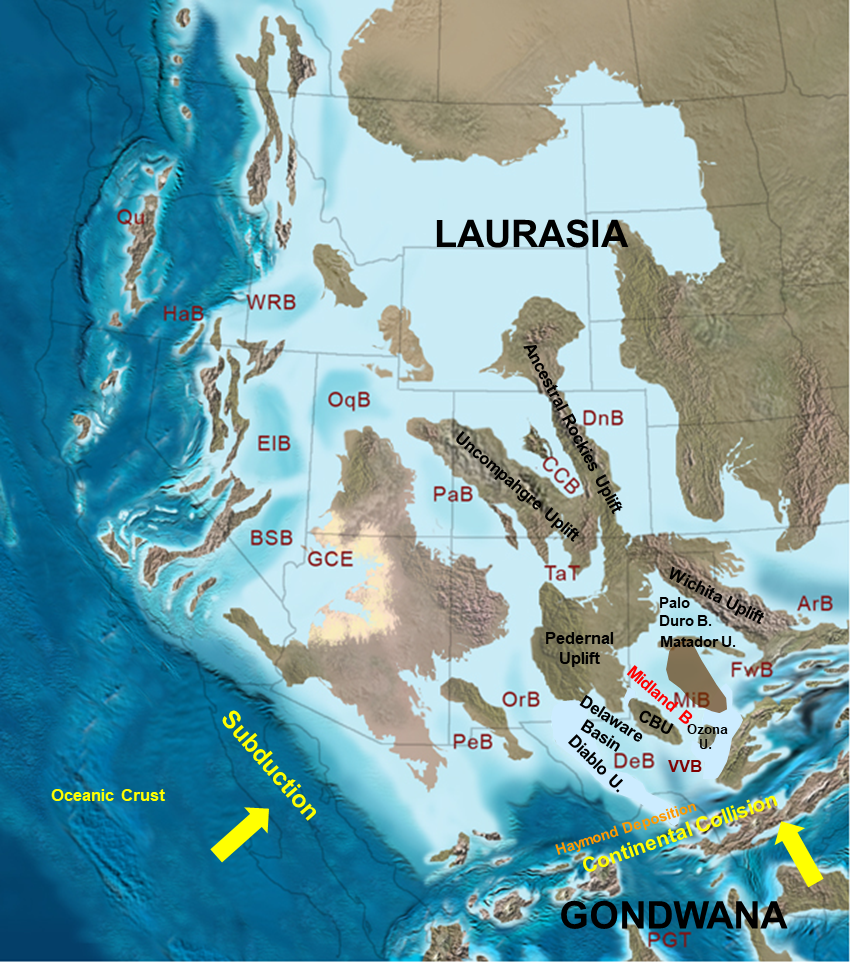 Qu
LAURASIA
HaB
WRB
Ancestral Rockies Uplift
OqB
DnB
ElB
Uncompahgre Uplift
CCB
PaB
BSB
GCE
TaT
Wichita Uplift
ArB
Palo
Duro B.
Matador U.
Pedernal
Uplift
FwB
Midland B
MiB
OrB
CBU
Delaware
Basin
Ozona
U.
PeB
Diablo U.
DeB
VVB
Subduction
Oceanic Crust
Haymond Deposition
Continental Collision
GONDWANA
PGT